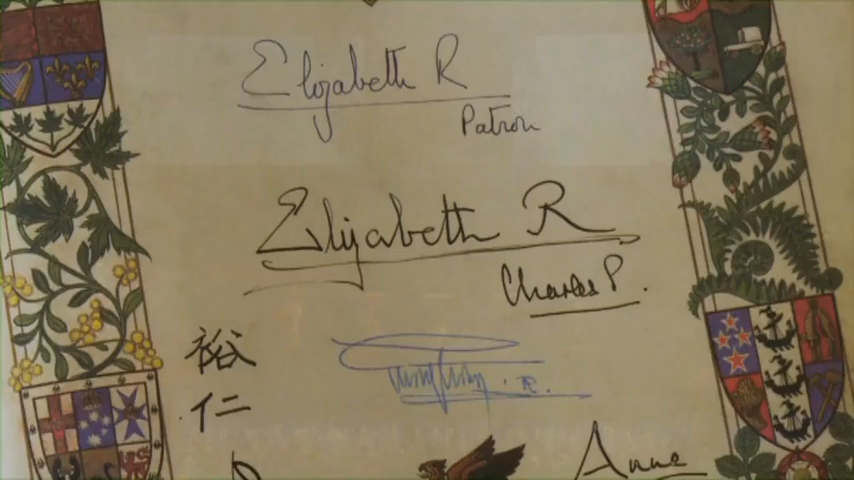 Elizabeth R
Patron
Elizabeth R
Charles P.
裕
仁
R.
Anne